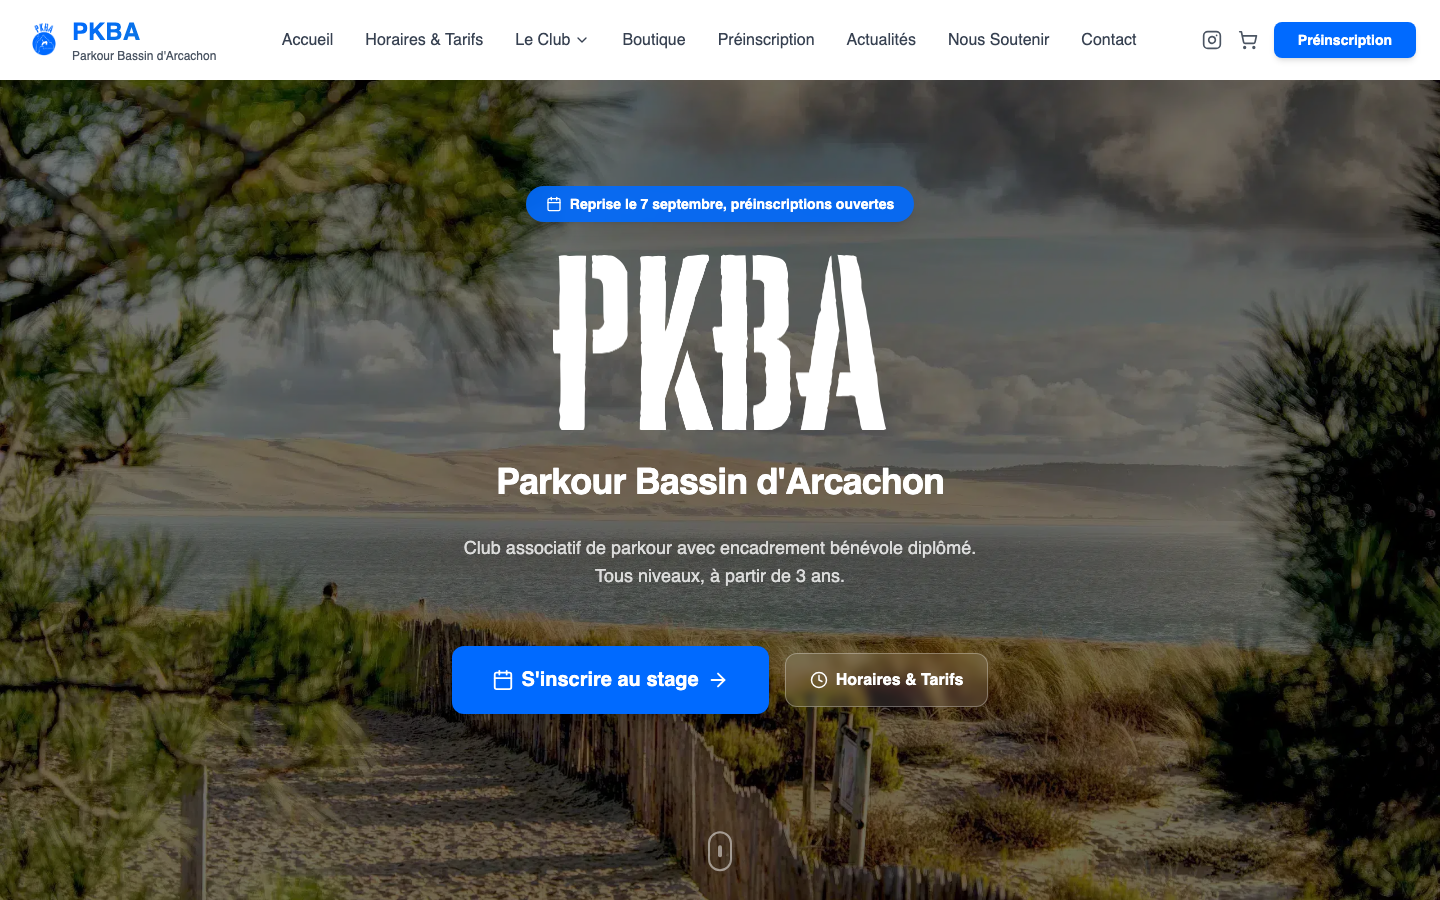 PKBA
PKBA
Parkour Bassin d'Arcachon
Accueil
Horaires & Tarifs
Le Club
Boutique
Préinscription
Actualités
Nous Soutenir
Contact
Préinscription
Reprise le 7 septembre, préinscriptions ouvertes
PKBA
Parkour Bassin d'Arcachon
Club associatif de parkour avec encadrement bénévole diplômé.
Tous niveaux, à partir de 3 ans.
S'inscrire au stage
Horaires & Tarifs